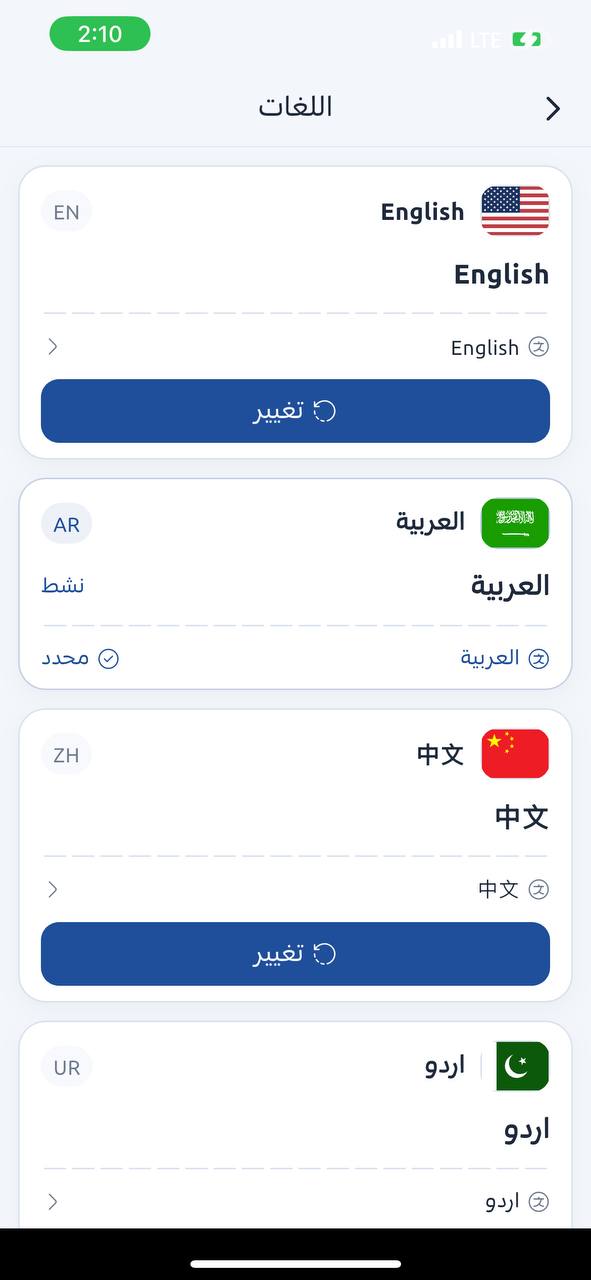 2:10
LTE
اللغات
English
EN
English
English
تغيير
العربية
AR
العربية
نشط
العربية
محدد
中文
ZH
中文
中文
تغيير
اردو
UR
اردو
اردو